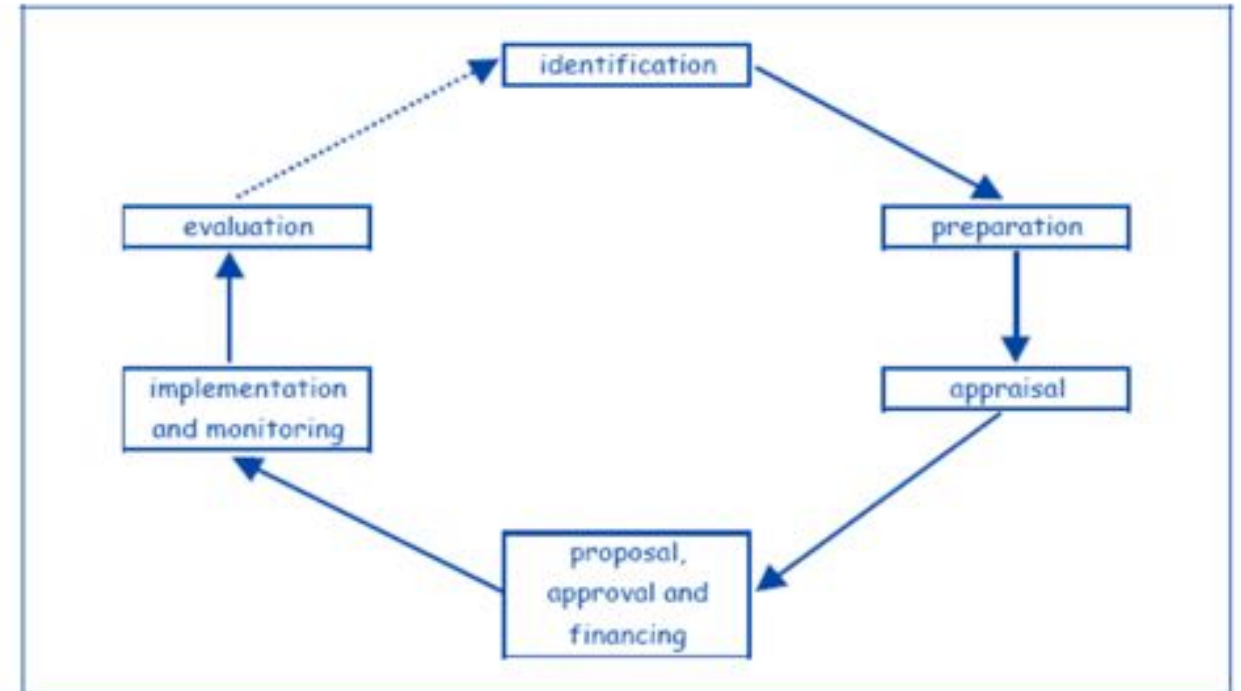 identification
preparation
appraisal
proposal,
approval and
financing
implementation
and monitoring
evaluation